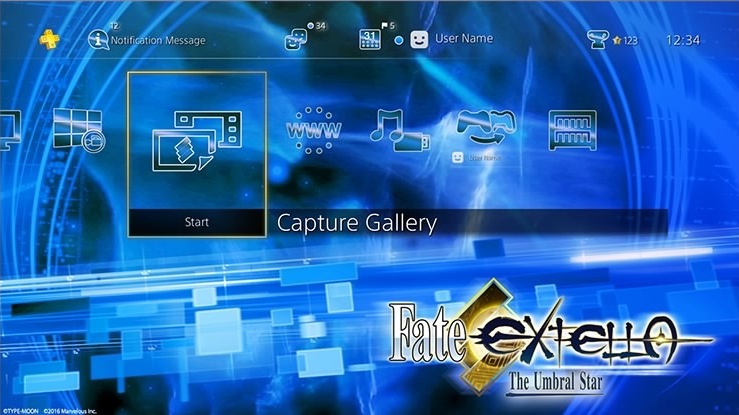 12
Notification Message
34
5
31
User Name
123
12:34
www
User Name
Start
Capture Gallery
Fate EXTELLA
The Umbral Star
©TYPE-MOON ©2016 Marvelous Inc.